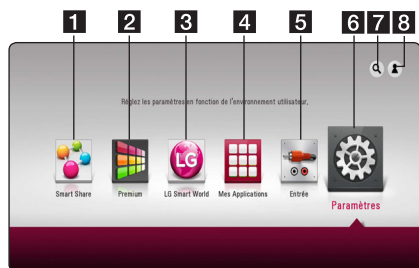 1 2 3 4 5 6 7 8
Réglez les paramètres en fonction de l'environnement utilisateur.
LG
Smart Share Premium LG Smart World Mes Applications Entrée
Paramètres